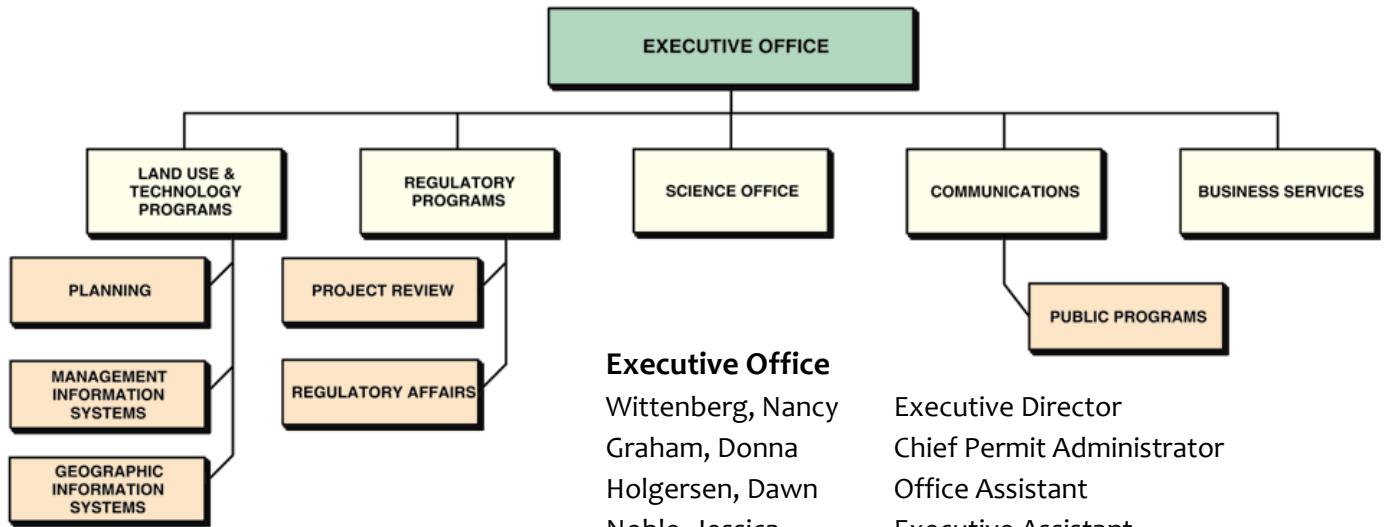 EXECUTIVE OFFICE
LAND USE &
TECHNOLOGY
PROGRAMS
REGULATORY
PROGRAMS
SCIENCE OFFICE
COMMUNICATIONS
BUSINESS SERVICES
PLANNING
MANAGEMENT
INFORMATION
SYSTEMS
GEOGRAPHIC
INFORMATION
SYSTEMS
PROJECT REVIEW
REGULATORY AFFAIRS
PUBLIC PROGRAMS
Executive Office
Wittenberg, Nancy Executive Director
Graham, Donna Chief Permit Administrator
Holgersen, Dawn Office Assistant
Noble, Jessica Executive Assistant